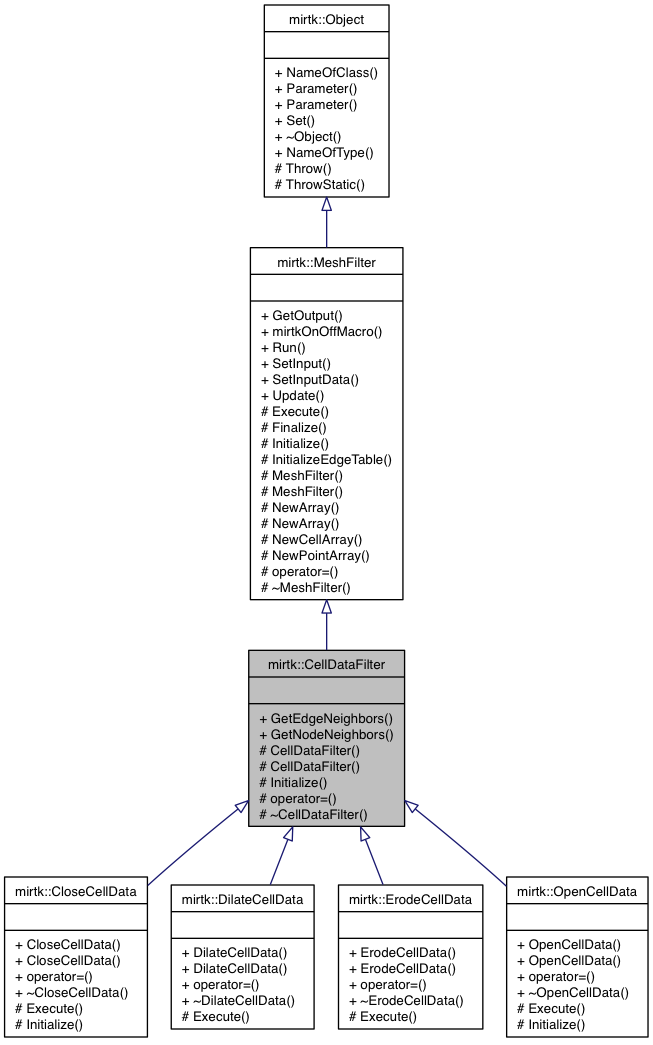 mirtk::Object
+ NameOfClass()
+ Parameter()
+ Parameter()
+ Set()
+ ~Object()
+ NameOfType()
# Throw()
# ThrowStatic()
mirtk::MeshFilter
+ GetOutput()
+ mirtkOnOffMacro()
+ Run()
+ SetInput()
+ SetInputData()
+ Update()
# Execute()
# Finalize()
# Initialize()
# InitializeEdgeTable()
# MeshFilter()
# MeshFilter()
# NewArray()
# NewArray()
# NewCellArray()
# NewPointArray()
# operator=()
# ~MeshFilter()
mirtk::CellDataFilter
+ GetEdgeNeighbors()
+ GetNodeNeighbors()
# CellDataFilter()
# CellDataFilter()
# Initialize()
# operator=()
# ~CellDataFilter()
mirtk::CloseCellData
+ CloseCellData()
+ CloseCellData()
+ operator=()
+ ~CloseCellData()
# Execute()
# Initialize()
mirtk::DilateCellData
+ DilateCellData()
+ DilateCellData()
+ operator=()
+ ~DilateCellData()
# Execute()
mirtk::ErodeCellData
+ ErodeCellData()
+ ErodeCellData()
+ operator=()
+ ~ErodeCellData()
# Execute()
mirtk::OpenCellData
+ OpenCellData()
+ OpenCellData()
+ operator=()
+ ~OpenCellData()
# Execute()
# Initialize()